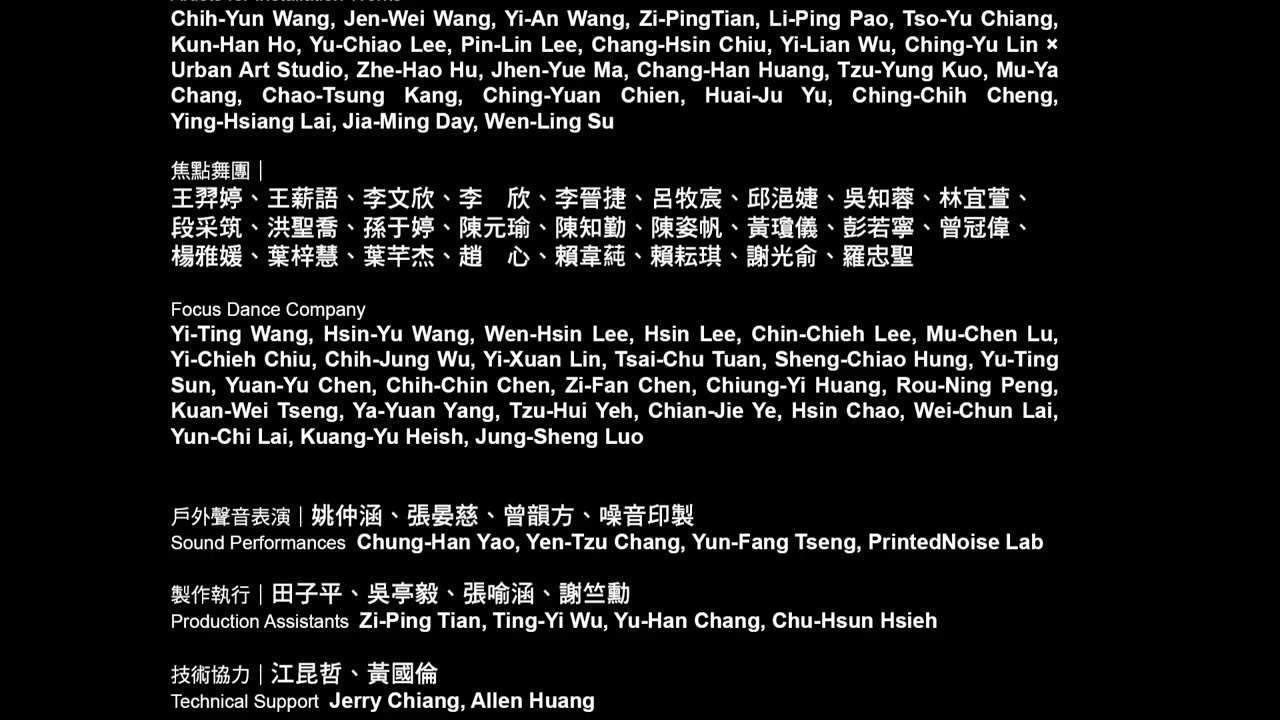 Chih-Yun Wang, Jen-Wei Wang, Yi-An Wang, Zi-PingTian, Li-Ping Pao, Tso-Yu Chiang,
Kun-Han Ho, Yu-Chiao Lee, Pin-Lin Lee, Chang-Hsin Chiu, Yi-Lian Wu, Ching-Yu Lin ×
Urban Art Studio, Zhe-Hao Hu, Jhen-Yue Ma, Chang-Han Huang, Tzu-Yung Kuo, Mu-Ya
Chang, Chao-Tsung Kang, Ching-Yuan Chien, Huai-Ju Yu, Ching-Chih Cheng,
Ying-Hsiang Lai, Jia-Ming Day, Wen-Ling Su
焦點舞團｜
王羿婷、王薪語、李文欣、李　欣、李晉捷、呂牧宸、邱浥婕、吳知蓉、林宜萱、
段采筑、洪聖喬、孫于婷、陳元瑜、陳知勤、陳姿帆、黃瓊儀、彭若寧、曾冠偉、
楊雅媛、葉梓慧、葉芊杰、趙　心、賴韋蒓、賴耘琪、謝光俞、羅忠聖
Focus Dance Company
Yi-Ting Wang, Hsin-Yu Wang, Wen-Hsin Lee, Hsin Lee, Chin-Chieh Lee, Mu-Chen Lu,
Yi-Chieh Chiu, Chih-Jung Wu, Yi-Xuan Lin, Tsai-Chu Tuan, Sheng-Chiao Hung, Yu-Ting
Sun, Yuan-Yu Chen, Chih-Chin Chen, Zi-Fan Chen, Chiung-Yi Huang, Rou-Ning Peng,
Kuan-Wei Tseng, Ya-Yuan Yang, Tzu-Hui Yeh, Chian-Jie Ye, Hsin Chao, Wei-Chun Lai,
Yun-Chi Lai, Kuang-Yu Heish, Jung-Sheng Luo
戶外聲音表演｜姚仲涵、張晏慈、曾韻方、噪音印製
Sound Performances Chung-Han Yao, Yen-Tzu Chang, Yun-Fang Tseng, PrintedNoise Lab
製作執行｜田子平、吳亭毅、張喻涵、謝竺勳
Production Assistants Zi-Ping Tian, Ting-Yi Wu, Yu-Han Chang, Chu-Hsun Hsieh
技術協力｜江昆哲、黃國倫
Technical Support Jerry Chiang, Allen Huang